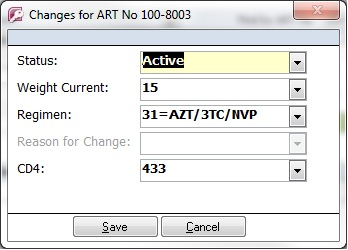 Changes for ART No 100-8003
Status: Active
Weight Current: 15
Regimen: 31=AZT/3TC/NVP
Reason for Change:
CD4: 433
Save Cancel